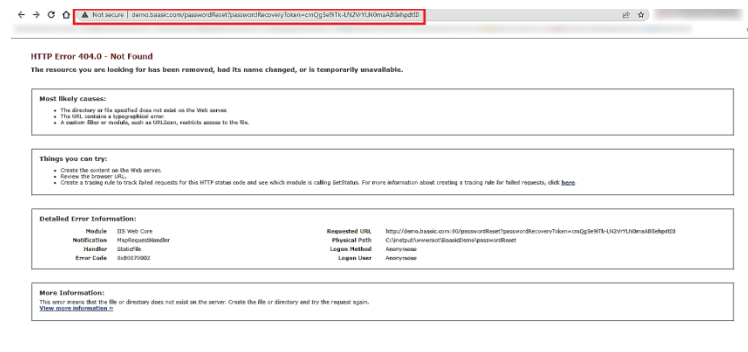 Not secure | demo.baasic.com/passwordReset?passwordRecoveryToken=
HTTP Error 404.0 - Not Found
The resource you are looking for has been removed, had its name changed, or is temporarily unavailable.
Most likely causes:
The directory or file specified does not exist on the Web server.
The URL contains a typographical error.
A custom filter or module, such as URLScan, restricts access to the file.
Things you can try:
Create the content on the Web server.
Review the browser URL.
Create a tracing rule to track failed requests for this HTTP status code and see which module is calling SetStatus. For more information about creating a tracing rule for failed requests, click here.
Detailed Error Information:
Module IIS Web Core
Notification MapRequestHandler
Handler StaticFile
Error Code 0x80070002
Requested URL http://demo.baasic.com:80/passwordReset?passwordRecoveryToken=
Physical Path C:\inetpub\wwwroot\BaasicDemo\passwordReset
Logon Method Anonymous
Logon User Anonymous
More Information:
This error means that the file or directory does not exist on the server. Create the file or directory and try the request again.
View more information »